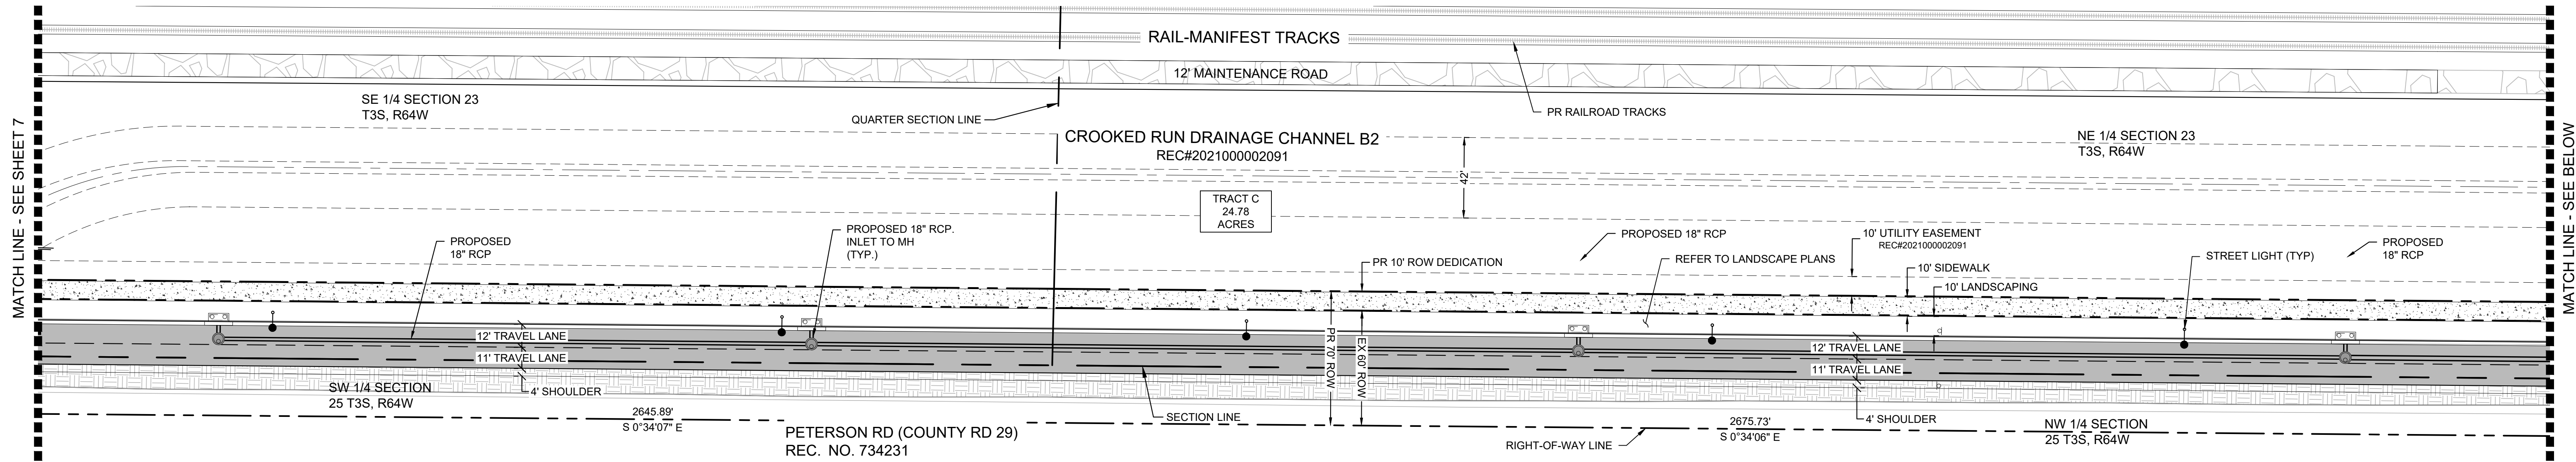 RAIL-MANIFEST TRACKS
12' MAINTENANCE ROAD
MATCH LINE - SEE SHEET 7
SE 1/4 SECTION 23
T3S, R64W
QUARTER SECTION LINE
PR RAILROAD TRACKS
CROOKED RUN DRAINAGE CHANNEL B2
REC#2021000002091
NE 1/4 SECTION 23
T3S, R64W
MATCH LINE - SEE BELOW
42'
TRACT C
24.78
ACRES
PROPOSED
18" RCP
PROPOSED 18" RCP.
INLET TO MH
(TYP.)
PROPOSED 18" RCP
10' UTILITY EASEMENT
REC#2021000002091
PROPOSED
18" RCP
STREET LIGHT (TYP)
PR 10' ROW DEDICATION
REFER TO LANDSCAPE PLANS
10' SIDEWALK
10' LANDSCAPING
12' TRAVEL LANE
11' TRAVEL LANE
PR 70' ROW
EX 60' ROW
12' TRAVEL LANE
11' TRAVEL LANE
SW 1/4 SECTION
25 T3S, R64W
4' SHOULDER
2645.89'
S 0°34'07" E
SECTION LINE
PETERSON RD (COUNTY RD 29)
REC. NO. 734231
RIGHT-OF-WAY LINE
2675.73'
S 0°34'06" E
4' SHOULDER
NW 1/4 SECTION
25 T3S, R64W